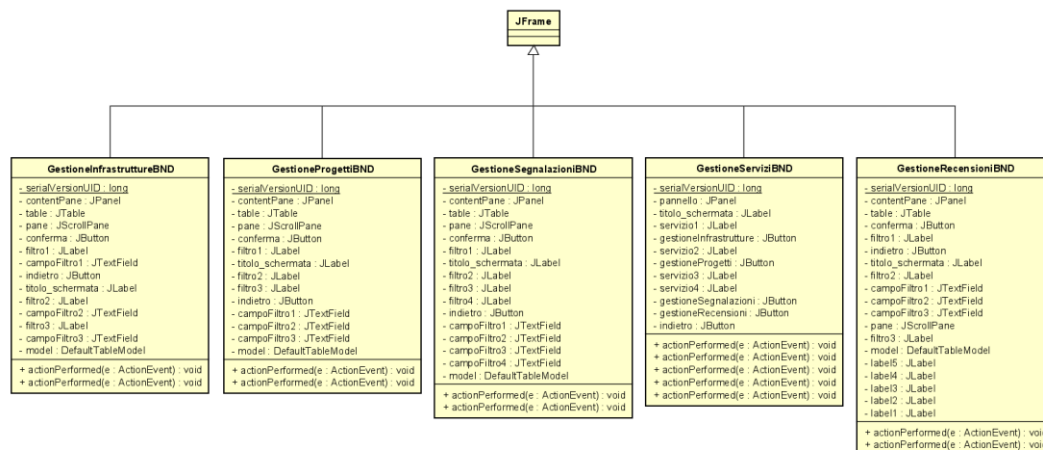 JFrame
GestioneInfrastruttureBND
- serialVersionUID : long
- contentPane : JPanel
- table : JTable
- pane : JScrollPane
- conferma : JButton
- filtro1 : JLabel
- campoFiltro1 : JTextField
- indietro : JButton
- titolo_schermata : JLabel
- filtro2 : JLabel
- campoFiltro2 : JTextField
- filtro3 : JLabel
- campoFiltro3 : JTextField
- model : DefaultTableModel
+ actionPerformed(e : ActionEvent) : void
+ actionPerformed(e : ActionEvent) : void
GestioneProgettiBND
- serialVersionUID : long
- contentPane : JPanel
- table : JTable
- pane : JScrollPane
- conferma : JButton
- filtro1 : JLabel
- titolo_schermata : JLabel
- filtro2 : JLabel
- filtro3 : JLabel
- indietro : JButton
- campoFiltro1 : JTextField
- campoFiltro2 : JTextField
- campoFiltro3 : JTextField
- model : DefaultTableModel
+ actionPerformed(e : ActionEvent) : void
+ actionPerformed(e : ActionEvent) : void
GestioneSegnalazioniBND
- serialVersionUID : long
- contentPane : JPanel
- table : JTable
- pane : JScrollPane
- conferma : JButton
- filtro1 : JLabel
- titolo_schermata : JLabel
- filtro2 : JLabel
- filtro3 : JLabel
- filtro4 : JLabel
- indietro : JButton
- campoFiltro1 : JTextField
- campoFiltro2 : JTextField
- campoFiltro3 : JTextField
- campoFiltro4 : JTextField
- model : DefaultTableModel
+ actionPerformed(e : ActionEvent) : void
+ actionPerformed(e : ActionEvent) : void
GestioneServiziBND
- serialVersionUID : long
- pannello : JPanel
- titolo_schermata : JLabel
- servizio1 : JLabel
- gestioneInfrastrutture : JButton
- servizio2 : JLabel
- gestioneProgetti : JButton
- servizio3 : JLabel
- servizio4 : JLabel
- gestioneSegnalazioni : JButton
- gestioneRecensioni : JButton
- indietro : JButton
+ actionPerformed(e : ActionEvent) : void
+ actionPerformed(e : ActionEvent) : void
+ actionPerformed(e : ActionEvent) : void
+ actionPerformed(e : ActionEvent) : void
+ actionPerformed(e : ActionEvent) : void
GestioneRecensioniBND
- serialVersionUID : long
- contentPane : JPanel
- table : JTable
- conferma : JButton
- filtro1 : JLabel
- indietro : JButton
- titolo_schermata : JLabel
- filtro2 : JLabel
- campoFiltro1 : JTextField
- campoFiltro2 : JTextField
- campoFiltro3 : JTextField
- pane : JScrollPane
- filtro3 : JLabel
- model : DefaultTableModel
- label5 : JLabel
- label4 : JLabel
- label3 : JLabel
- label2 : JLabel
- label1 : JLabel
+ actionPerformed(e : ActionEvent) : void
+ actionPerformed(e : ActionEvent) : void